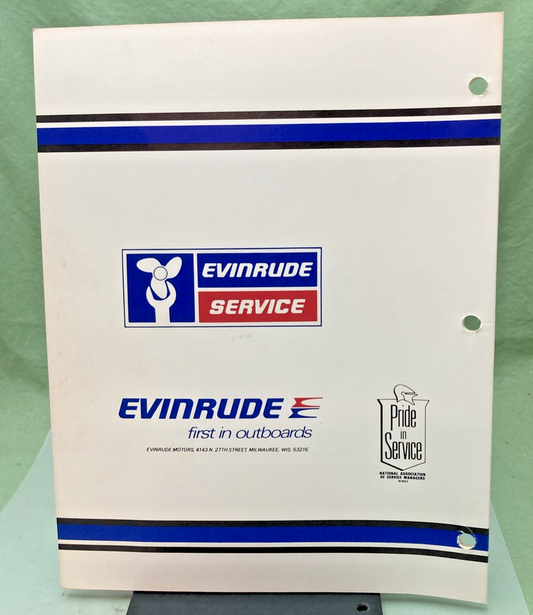 EVINRUDE
SERVICE
EVINRUDE
first in outboards
EVINRUDE MOTORS, 4143 N. 27TH STREET, MILWAUKEE, WIS. 53216
Pride
in
Service
NATIONAL ASSOCIATION
OF SERVICE MANAGERS